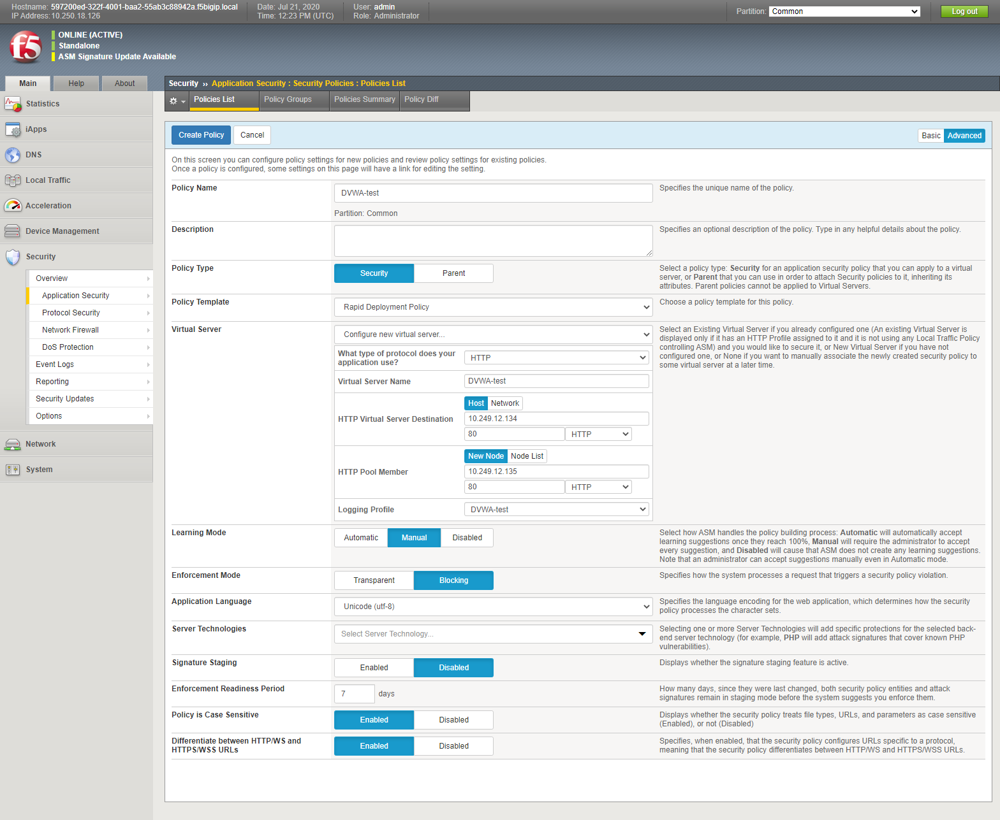 Hostname: 597200ed-322f-4001-baa2-55ab3c88942a.f5bigip.local
IP Address: 10.250.18.126
Date: Jul 21, 2020
Time: 12:23 PM (UTC)
User: admin
Role: Administrator
Partition: Common
Log out
f5
ONLINE (ACTIVE)
Standalone
ASM Signature Update Available
Main
Help
About
Security ›› Application Security : Security Policies : Policies List
Policies List
Policy Groups
Policies Summary
Policy Diff
Statistics
iApps
DNS
Local Traffic
Acceleration
Device Management
Security
Overview
Application Security
Protocol Security
Network Firewall
DoS Protection
Event Logs
Reporting
Security Updates
Options
Network
System
Create Policy
Cancel
Basic
Advanced
On this screen you can configure policy settings for new policies and review policy settings for existing policies.
Once a policy is configured, some settings on this page will have a link for editing the setting.
Policy Name
DVWA-test
Partition: Common
Specifies the unique name of the policy.
Description
Specifies an optional description of the policy. Type in any helpful details about the policy.
Policy Type
Security
Parent
Select a policy type: Security for an application security policy that you can apply to a virtual
server, or Parent that you can use in order to attach Security policies to it, inheriting its
attributes. Parent policies cannot be applied to Virtual Servers.
Policy Template
Rapid Deployment Policy
Choose a policy template for this policy.
Virtual Server
Configure new virtual server...
Select an Existing Virtual Server if you already configured one (An existing Virtual Server is
displayed only if it has an HTTP Profile assigned to it and it is not using any Local Traffic Policy
controlling ASM) and you would like to secure it, or New Virtual Server if you have not
configured one, or None if you want to manually associate the newly created security policy to
some virtual server at a later time.
What type of protocol does your
application use?
HTTP
Virtual Server Name
DVWA-test
HTTP Virtual Server Destination
Host
Network
10.249.12.134
80
HTTP
HTTP Pool Member
New Node
Node List
10.249.12.135
80
HTTP
Logging Profile
DVWA-test
Learning Mode
Automatic
Manual
Disabled
Select how ASM handles the policy building process: Automatic will automatically accept
learning suggestions once they reach 100%, Manual will require the administrator to accept
every suggestion, and Disabled will cause that ASM does not create any learning suggestions.
Note that an administrator can accept suggestions manually even in Automatic mode.
Enforcement Mode
Transparent
Blocking
Specifies how the system processes a request that triggers a security policy violation.
Application Language
Unicode (utf-8)
Specifies the language encoding for the web application, which determines how the security
policy processes the character sets.
Server Technologies
Select Server Technology...
Selecting one or more Server Technologies will add specific protections for the selected back-
end server technology (for example, PHP will add attack signatures that cover known PHP
vulnerabilities).
Signature Staging
Enabled
Disabled
Displays whether the signature staging feature is active.
Enforcement Readiness Period
7
days
How many days, since they were last changed, both security policy entities and attack
signatures remain in staging mode before the system suggests you enforce them.
Policy is Case Sensitive
Enabled
Disabled
Displays whether the security policy treats file types, URLs, and parameters as case sensitive
(Enabled), or not (Disabled)
Differentiate between HTTP/WS and
HTTPS/WSS URLs
Enabled
Disabled
Specifies, when enabled, that the security policy configures URLs specific to a protocol,
meaning that the security policy differentiates between HTTP/WS and HTTPS/WSS URLs.